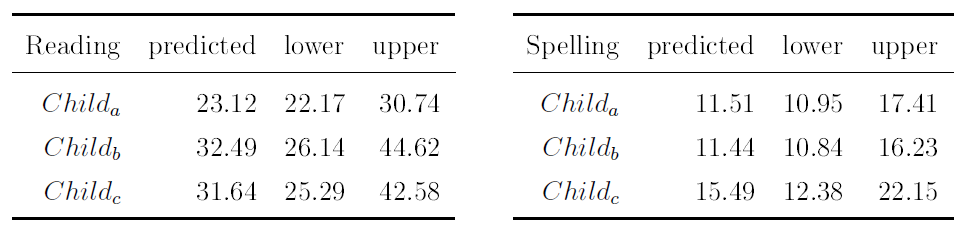 Reading predicted lower upper
Child_a 23.12 22.17 30.74
Child_b 32.49 26.14 44.62
Child_c 31.64 25.29 42.58
Spelling predicted lower upper
Child_a 11.51 10.95 17.41
Child_b 11.44 10.84 16.23
Child_c 15.49 12.38 22.15